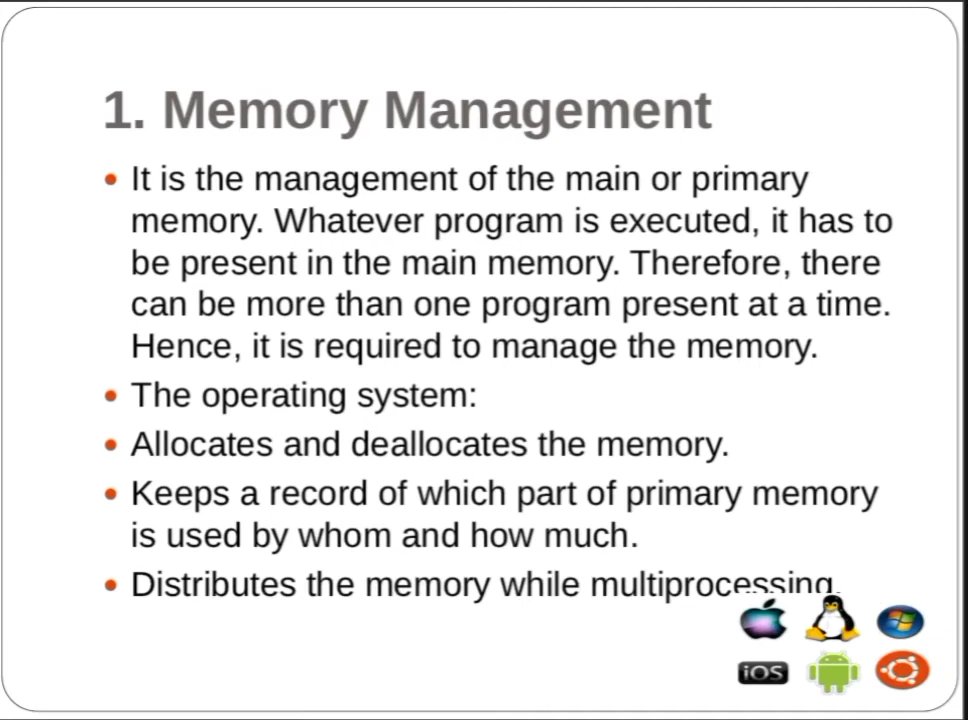 1. Memory Management
• It is the management of the main or primary
memory. Whatever program is executed, it has to
be present in the main memory. Therefore, there
can be more than one program present at a time.
Hence, it is required to manage the memory.
• The operating system:
• Allocates and deallocates the memory.
• Keeps a record of which part of primary memory
is used by whom and how much.
• Distributes the memory while multiprocessing.
iOS